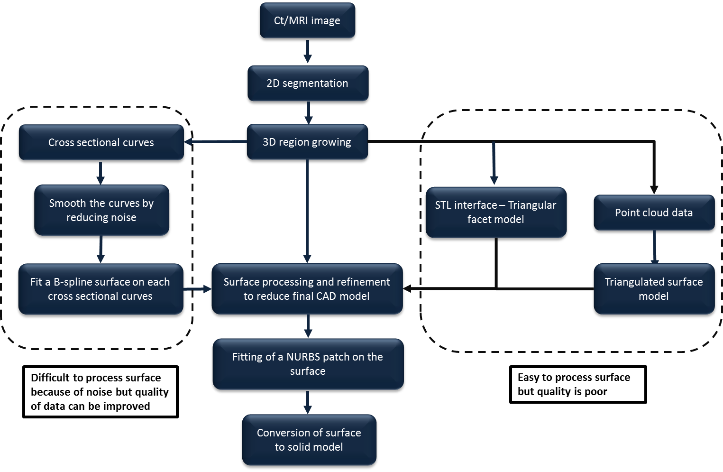 Ct/MRI image
2D segmentation
Cross sectional curves
3D region growing
Smooth the curves by
reducing noise
STL interface – Triangular
facet model
Point cloud data
Fit a B-spline surface on each
cross sectional curves
Surface processing and refinement
to reduce final CAD model
Triangulated surface
model
Fitting of a NURBS patch on the
surface
Difficult to process surface
because of noise but quality
of data can be improved
Easy to process surface
but quality is poor
Conversion of surface
to solid model